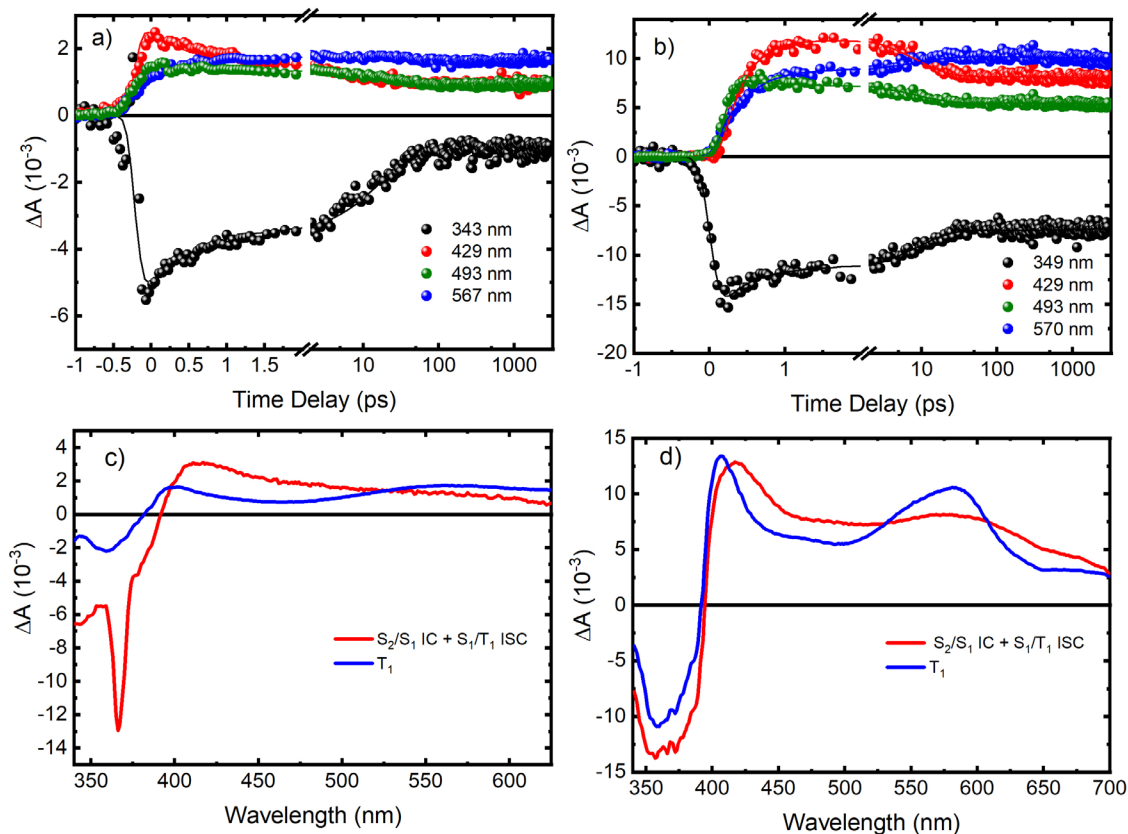 a)
ΔA (10⁻³)
2
0
-2
-4
-6
343 nm
429 nm
493 nm
567 nm
-1 -0.5 0 0.5 1 1.5 10 100 1000
Time Delay (ps)
b)
ΔA (10⁻³)
10
5
0
-5
-10
-15
-20
349 nm
429 nm
493 nm
570 nm
-1 0 1 10 100 1000
Time Delay (ps)
c)
ΔA (10⁻³)
4
2
0
-2
-4
-6
-8
-10
-12
-14
S₂/S₁ IC + S₁/T₁ ISC
T₁
350 400 450 500 550 600
Wavelength (nm)
d)
ΔA (10⁻³)
15
10
5
0
-5
-10
-15
S₂/S₁ IC + S₁/T₁ ISC
T₁
350 400 450 500 550 600 650 700
Wavelength (nm)